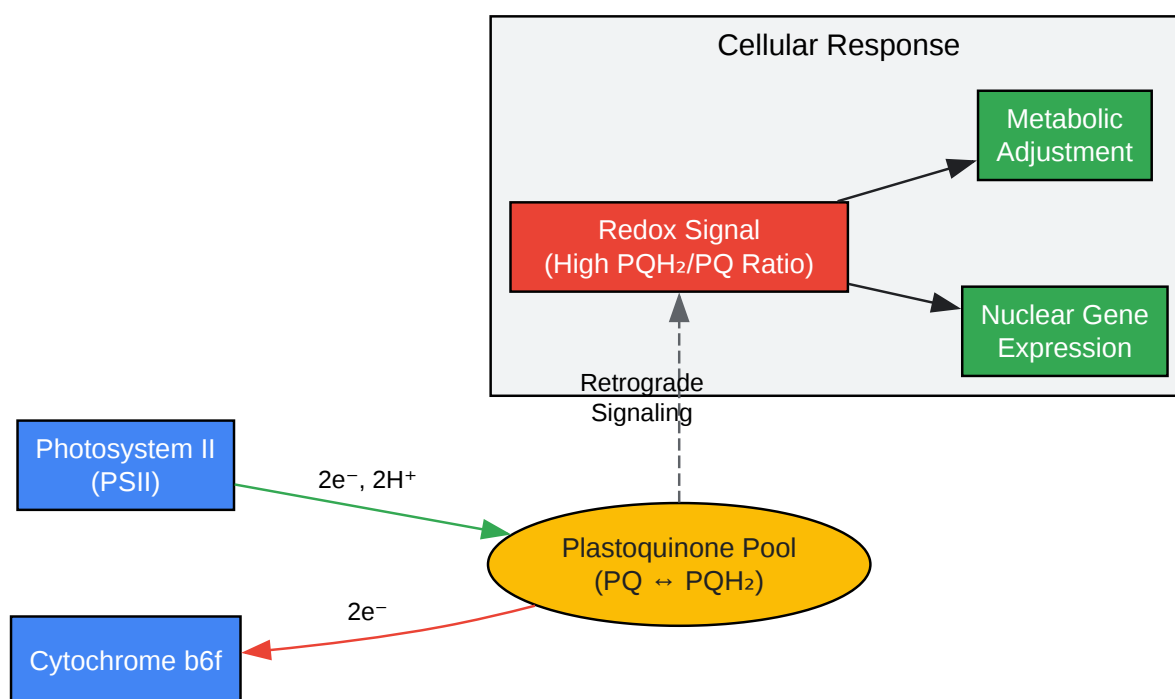 Cellular Response
Metabolic
Adjustment
Redox Signal
(High PQH₂/PQ Ratio)
Nuclear Gene
Expression
Retrograde
Signaling
Photosystem II
(PSII)
2e⁻, 2H⁺
Plastoquinone Pool
(PQ ↔ PQH₂)
2e⁻
Cytochrome b6f